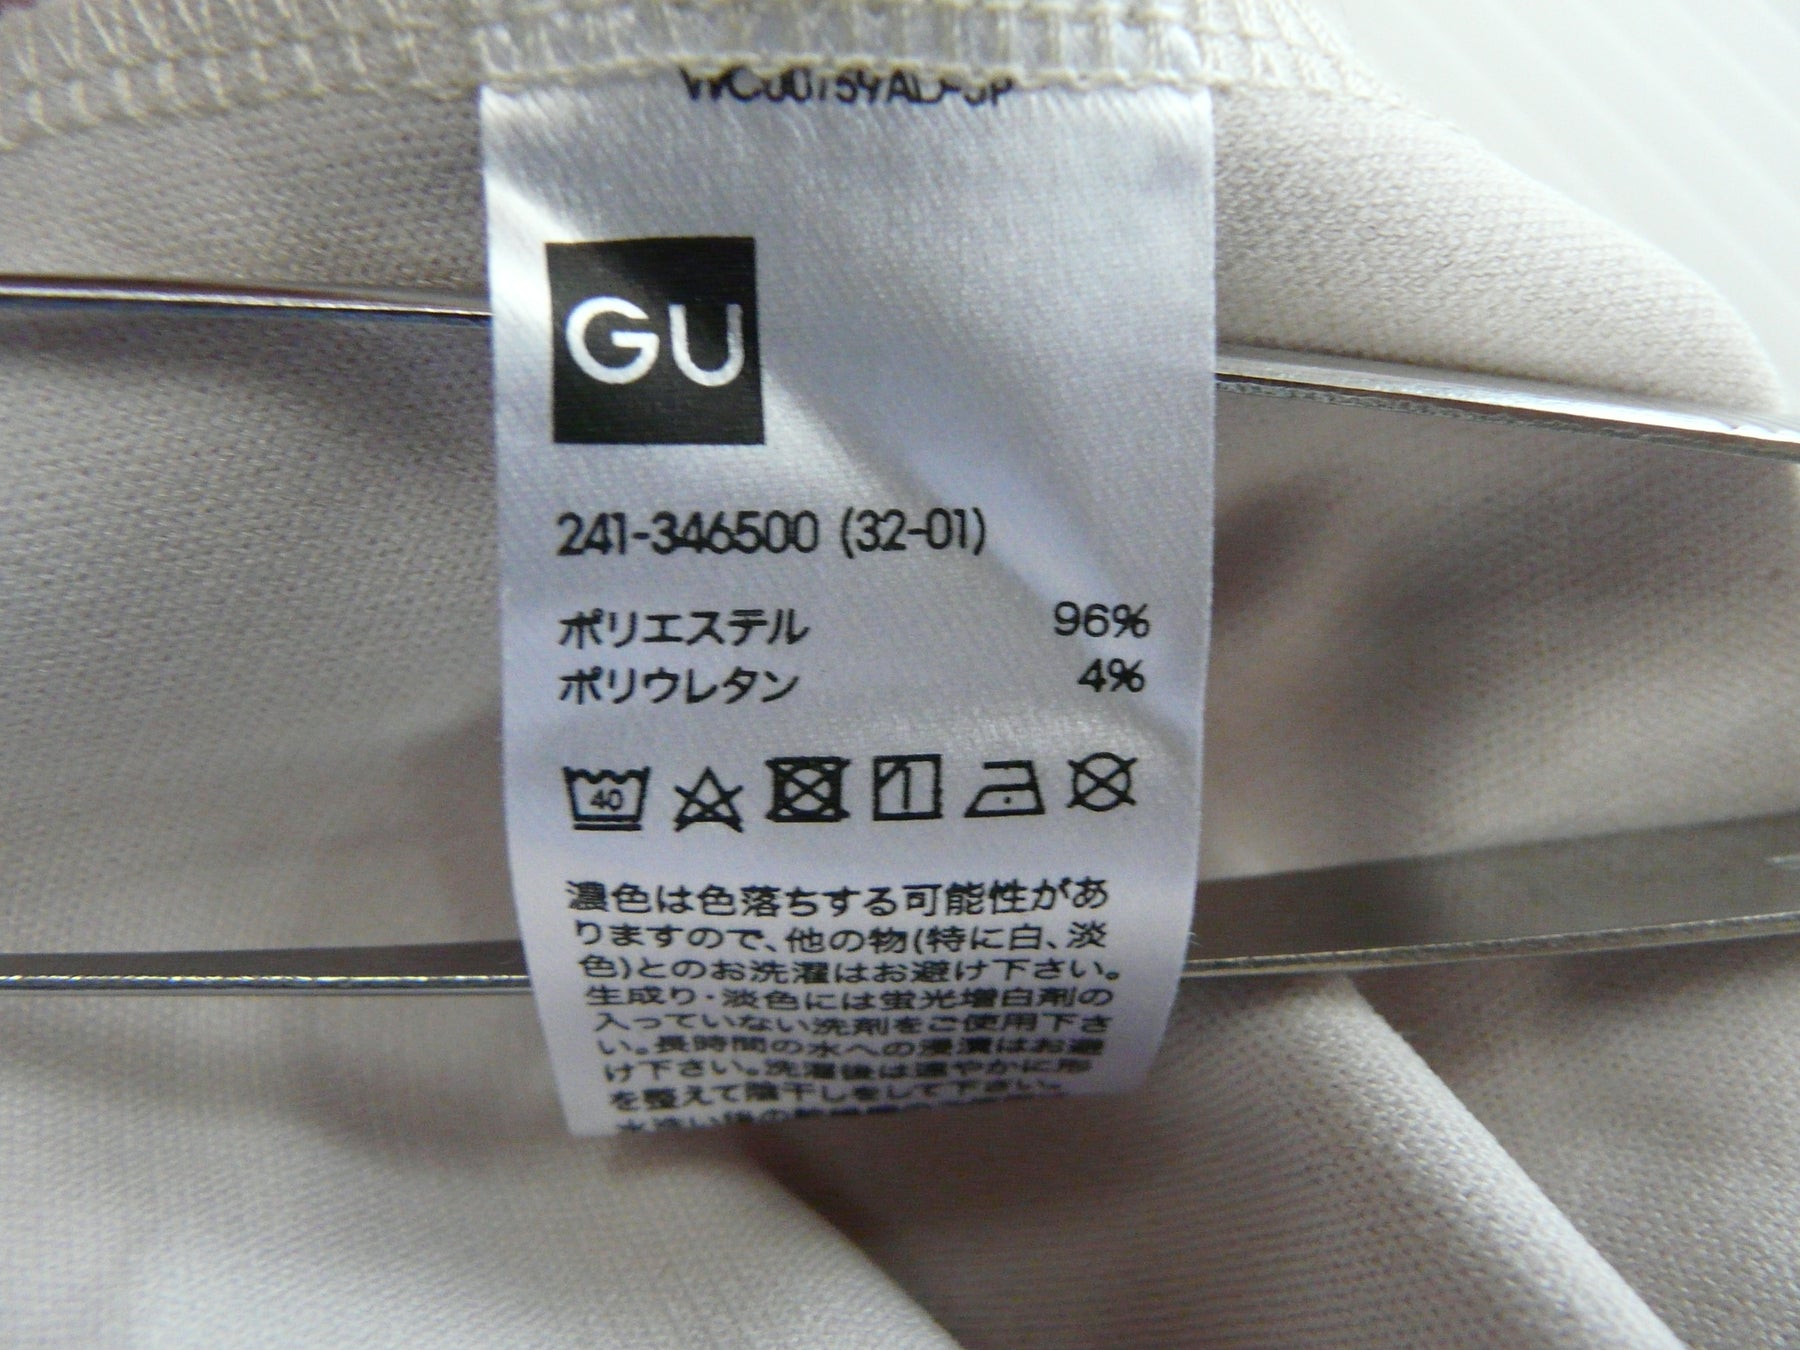 GU
241-346500 (32-01)
ポリエステル 96%
ポリウレタン 4%
40
濃色は色落ちする可能性があ
りますので、他の物(特に白、淡
色)とのお洗濯はお避け下さい。
生成り・淡色には蛍光増白剤の
入っていない洗剤をご使用下さ
い。長時間の水への浸漬はお避
け下さい。洗濯後は速やかに形
を整えて陰干しをして下さい。